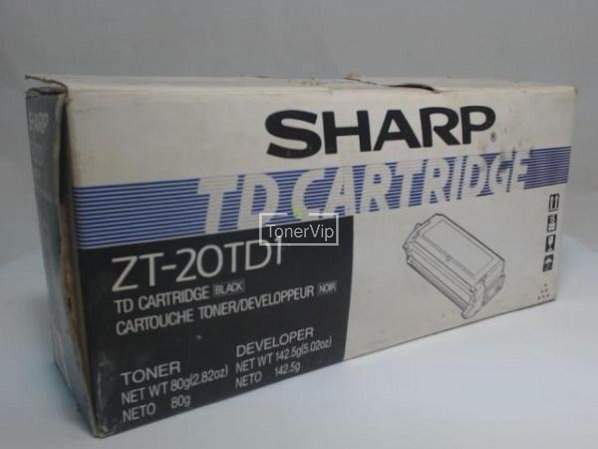 SHARP
TD CARTRIDGE
TonerVip
ZT-20TD1
TD CARTRIDGE BLACK
CARTOUCHE TONER/DEVELOPPEUR NOIR
TONER
NET WT 80g(2.82oz)
NETO 80g
DEVELOPER
NET WT 142.5g(5.02oz)
NETO 142.5g